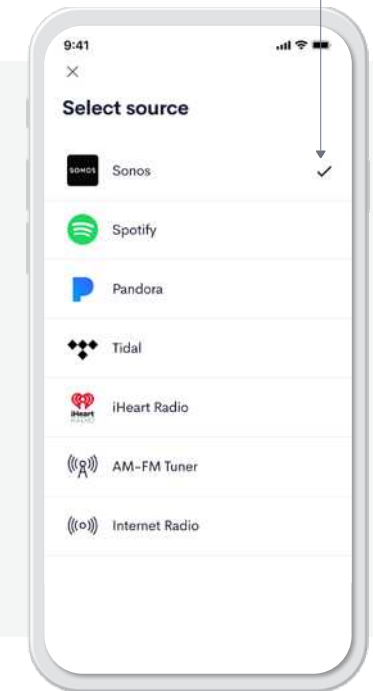 9:41
Select source
SONOS Sonos
Spotify
Pandora
Tidal
iHeart RADIO iHeart Radio
AM-FM Tuner
Internet Radio